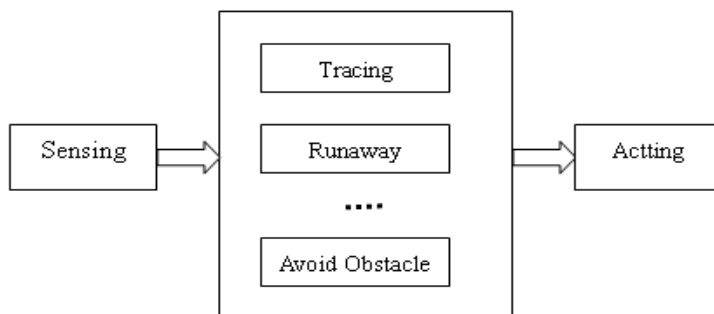 Tracing
Sensing
Runaway
Actting
....
Avoid Obstacle